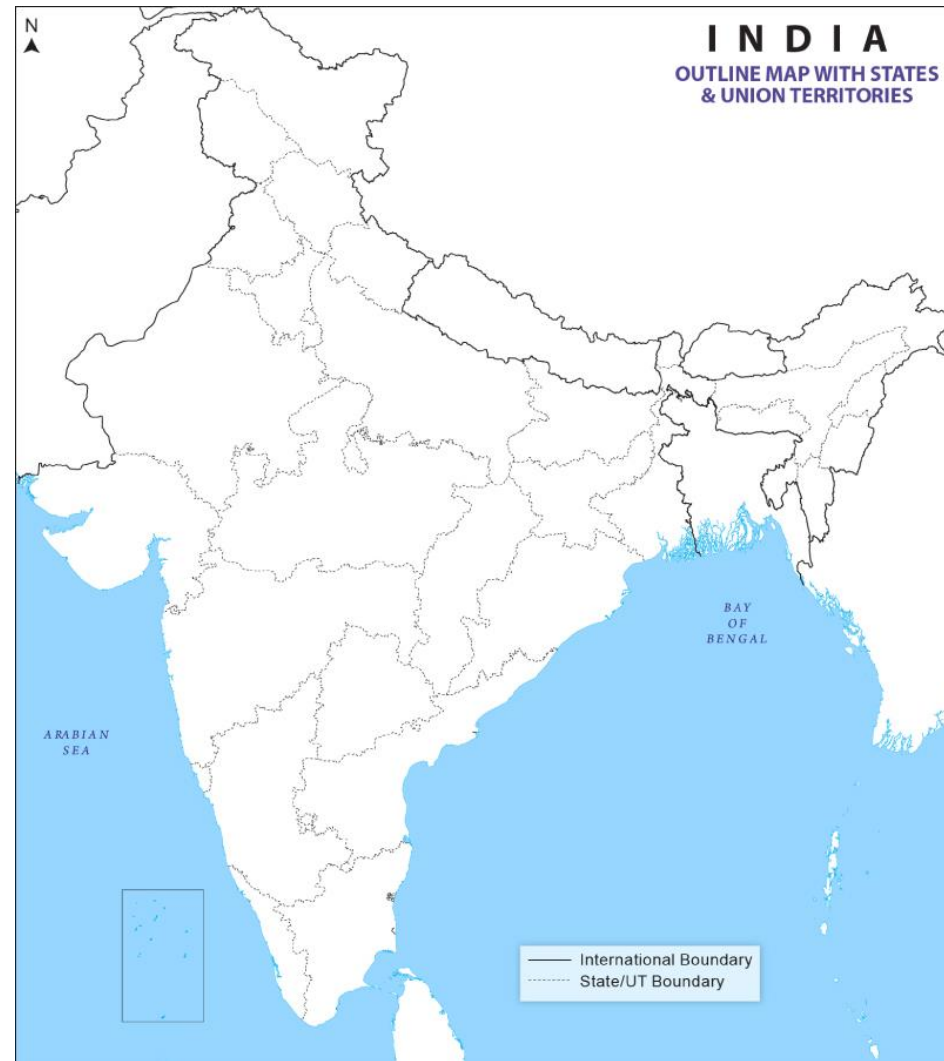 N
I N D I A
OUTLINE MAP WITH STATES
& UNION TERRITORIES
BAY
OF
BENGAL
ARABIAN
SEA
International Boundary
State/UT Boundary